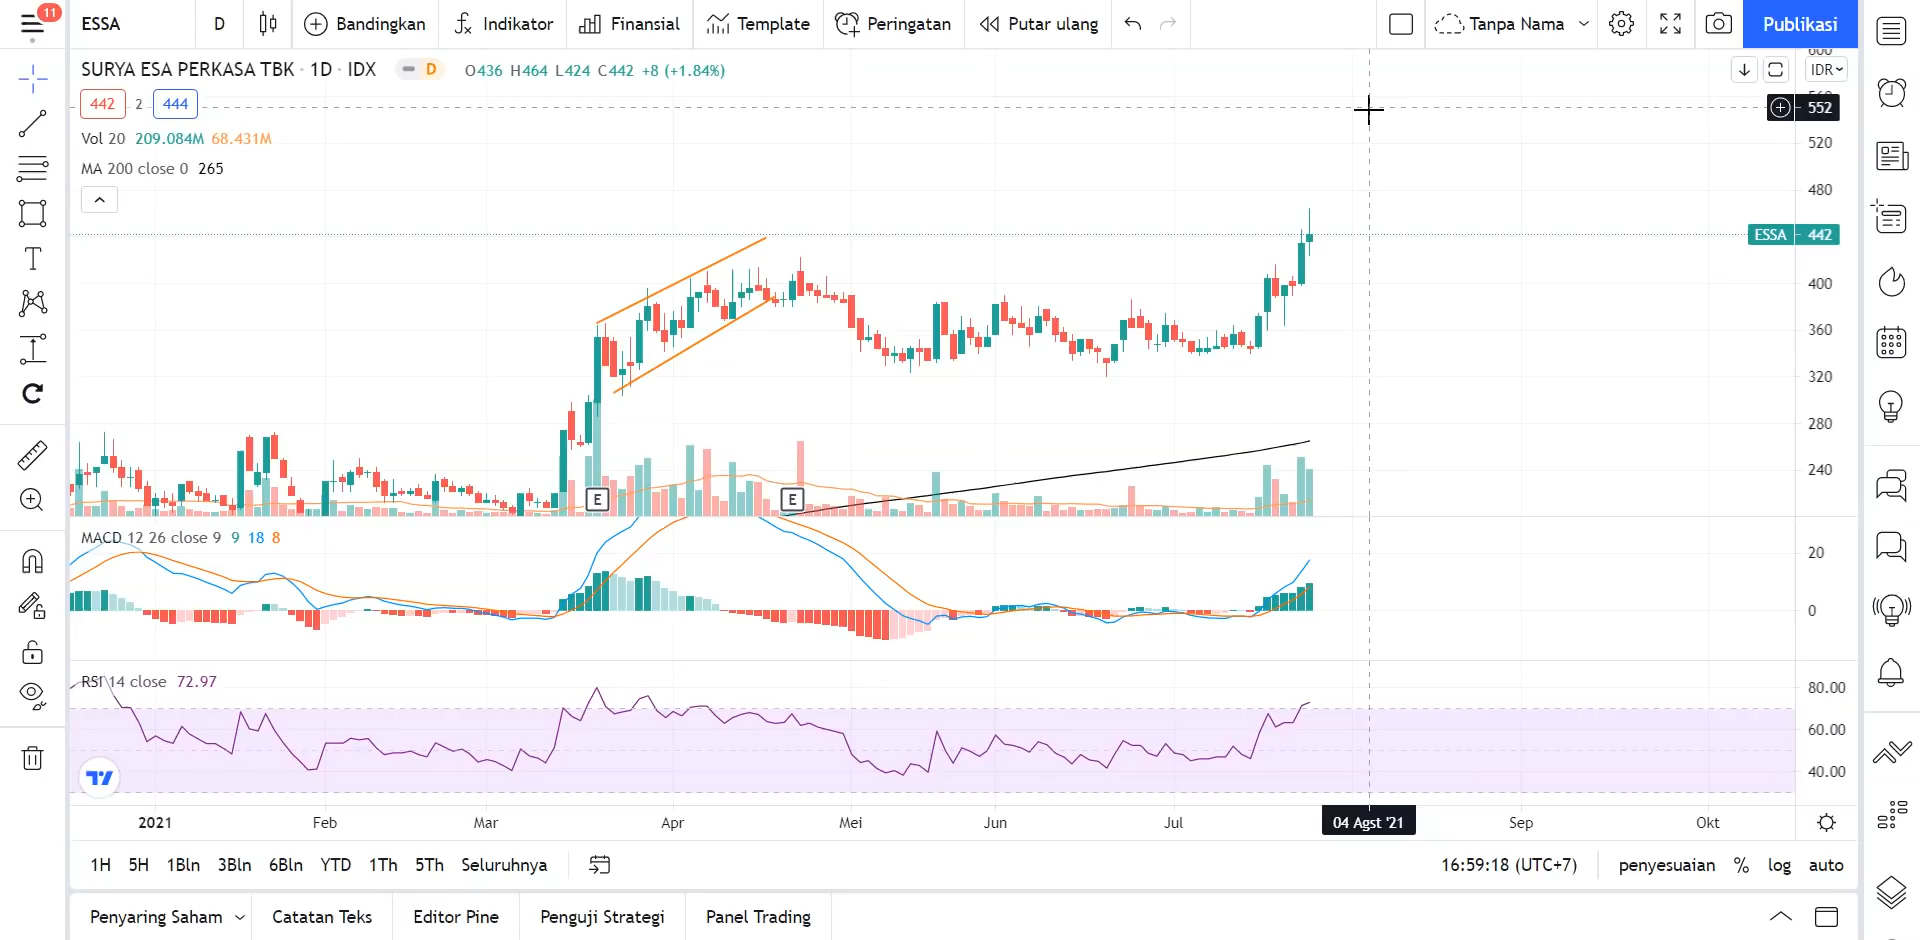 11
ESSA D Bandingkan Indikator Finansial Template Peringatan Putar ulang Tanpa Nama Publikasi
SURYA ESA PERKASA TBK · 1D · IDX D O436 H464 L424 C442 +8 (+1.84%)
IDR
442 2 444
Vol 20 209.084M 68.431M
MA 200 close 0 265
600
560
552
520
480
ESSA 442
400
360
320
280
240
E E
MACD 12 26 close 9 9 18 8
20
0
RSI 14 close 72.97
80.00
60.00
40.00
2021 Feb Mar Apr Mei Jun Jul 04 Agst '21 Sep Okt
1H 5H 1Bln 3Bln 6Bln YTD 1Th 5Th Seluruhnya 16:59:18 (UTC+7) penyesuaian % log auto
Penyaring Saham Catatan Teks Editor Pine Penguji Strategi Panel Trading